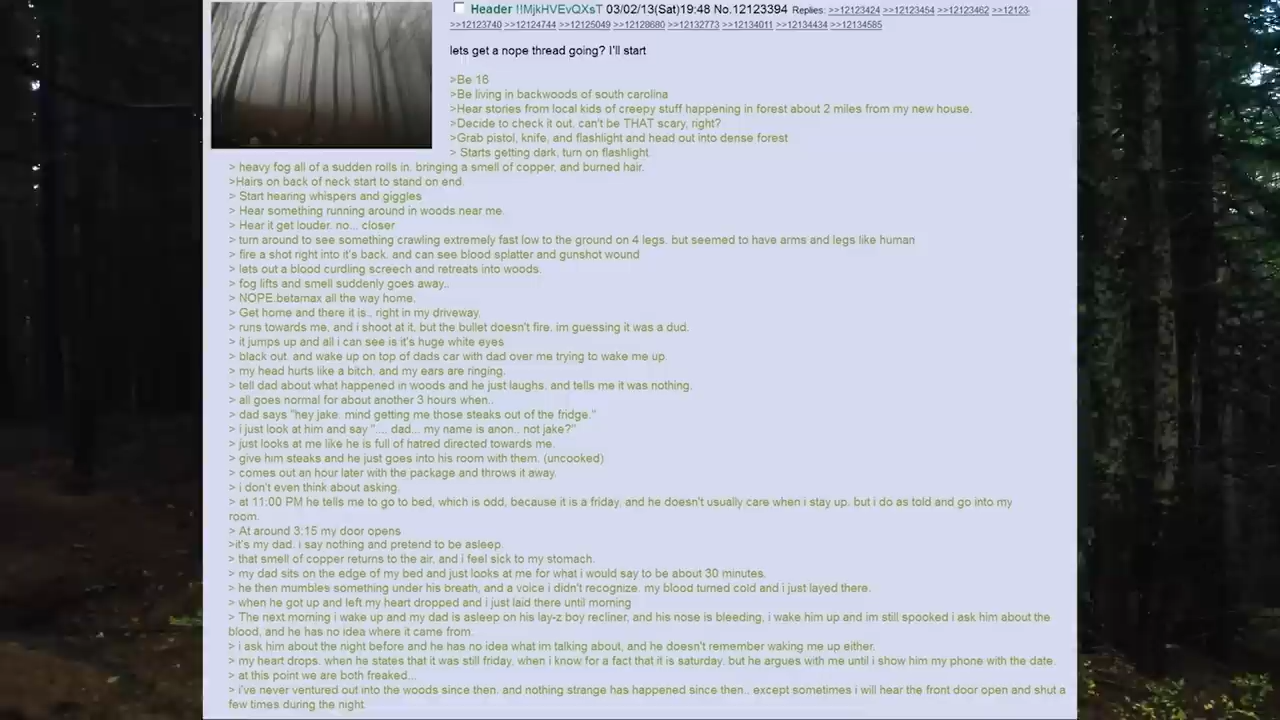 Header !!MjkHVEvQXsT 03/02/13(Sat)19:48 No.12123394 Replies: >>12123424 >>12123454 >>12123462 >>12123
>>12123740 >>12124744 >>12125049 >>12128680 >>12132773 >>12134011 >>12134434 >>12134585
lets get a nope thread going? I'll start
>Be 16
>Be living in backwoods of south carolina
>Hear stories from local kids of creepy stuff happening in forest about 2 miles from my new house.
>Decide to check it out. can't be THAT scary, right?
>Grab pistol, knife, and flashlight and head out into dense forest
> Starts getting dark, turn on flashlight
> heavy fog all of a sudden rolls in. bringing a smell of copper, and burned hair.
>Hairs on back of neck start to stand on end.
> Start hearing whispers and giggles
> Hear something running around in woods near me.
> Hear it get louder. no... closer
> turn around to see something crawling extremely fast low to the ground on 4 legs. but seemed to have arms and legs like human
> fire a shot right into it's back. and can see blood splatter and gunshot wound
> lets out a blood curdling screech and retreats into woods.
> fog lifts and smell suddenly goes away..
> NOPE.betamax all the way home.
> Get home and there it is.. right in my driveway.
> runs towards me. and i shoot at it, but the bullet doesn't fire. im guessing it was a dud.
> it jumps up and all i can see is it's huge white eyes
> black out. and wake up on top of dads car with dad over me trying to wake me up.
> my head hurts like a bitch. and my ears are ringing.
> tell dad about what happened in woods and he just laughs. and tells me it was nothing.
> all goes normal for about another 3 hours when..
> dad says "hey jake. mind getting me those steaks out of the fridge."
> i just look at him and say ".... dad... my name is anon.. not jake?"
> just looks at me like he is full of hatred directed towards me.
> give him steaks and he just goes into his room with them. (uncooked)
> comes out an hour later with the package and throws it away.
> i don't even think about asking.
> at 11:00 PM he tells me to go to bed, which is odd, because it is a friday. and he doesn't usually care when i stay up. but i do as told and go into my
room.
> At around 3:15 my door opens
>it's my dad. i say nothing and pretend to be asleep.
> that smell of copper returns to the air, and i feel sick to my stomach.
> my dad sits on the edge of my bed and just looks at me for what i would say to be about 30 minutes.
> he then mumbles something under his breath, and a voice i didn't recognize. my blood turned cold and i just layed there.
> when he got up and left my heart dropped and i just laid there until morning
> The next morning i wake up and my dad is asleep on his lay-z boy recliner, and his nose is bleeding, i wake him up and im still spooked i ask him about the
blood, and he has no idea where it came from.
> i ask him about the night before and he has no idea what im talking about, and he doesn't remember waking me up either.
> my heart drops. when he states that it was still friday. when i know for a fact that it is saturday. but he argues with me until i show him my phone with the date.
> at this point we are both freaked...
> i've never ventured out into the woods since then. and nothing strange has happened since then.. except sometimes i will hear the front door open and shut a
few times during the night.